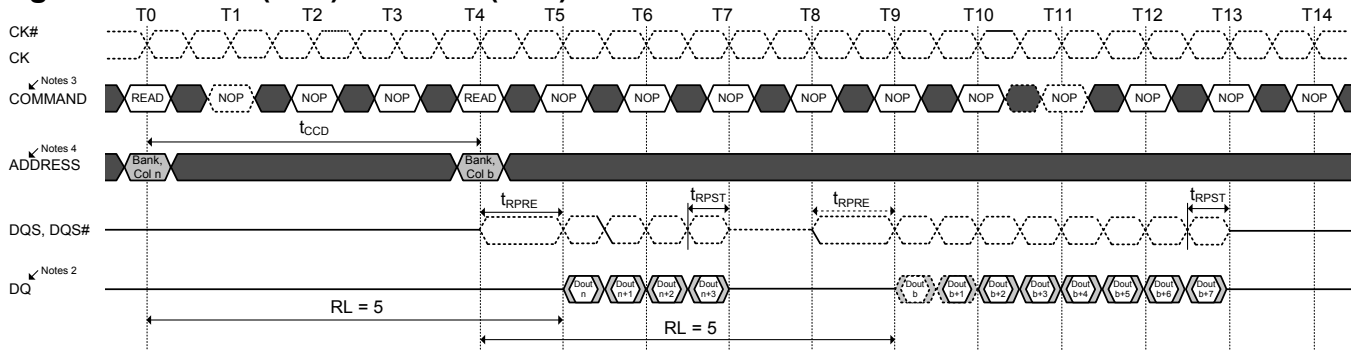 T0 T1 T2 T3 T4 T5 T6 T7 T8 T9 T10 T11 T12 T13 T14
CK#
CK
Notes 3
COMMAND READ NOP NOP NOP READ NOP NOP NOP NOP NOP NOP NOP NOP NOP NOP
tCCD
Notes 4
ADDRESS
Bank,
Col n
Bank,
Col b
tRPRE tRPST tRPRE tRPST
DQS, DQS#
Notes 2
DQ
Dout
n
Dout
n+1
Dout
n+2
Dout
n+3
Dout
b
Dout
b+1
Dout
b+2
Dout
b+3
Dout
b+4
Dout
b+5
Dout
b+6
Dout
b+7
RL = 5
RL = 5